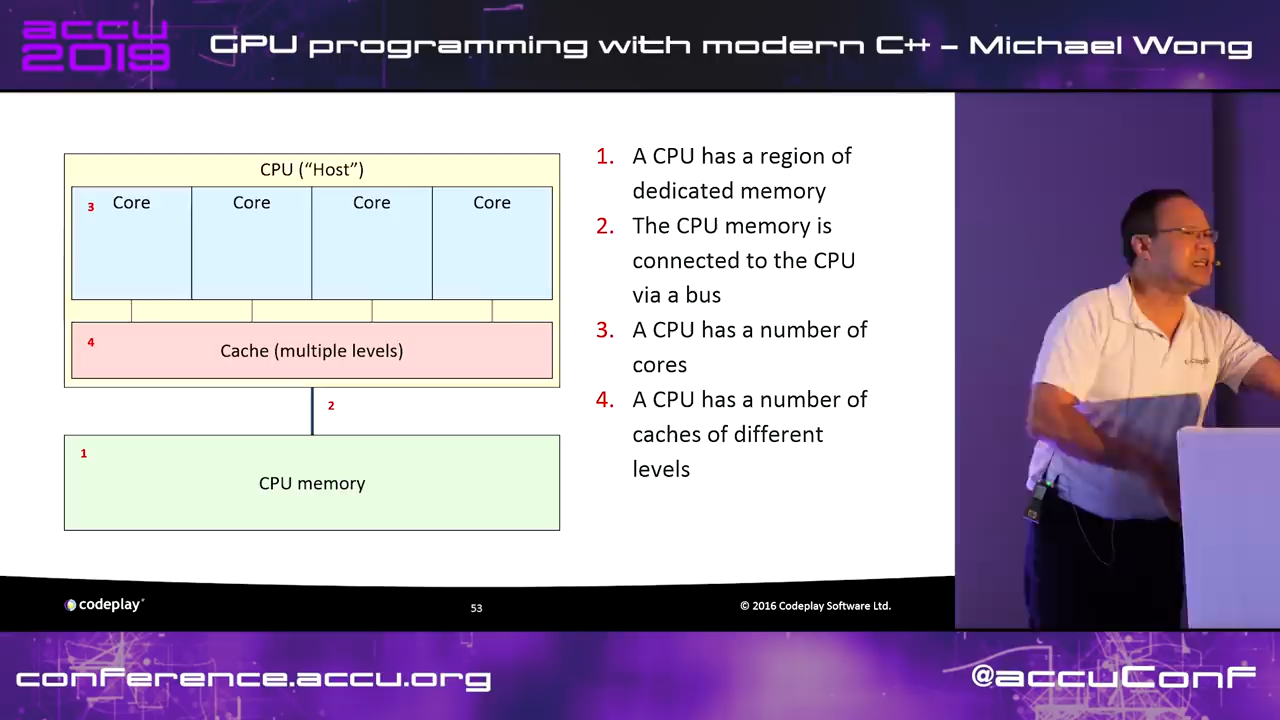 accu
2019
GPU programming with modern C++ – Michael Wong
CPU (“Host”)
3
Core
Core
Core
Core
4
Cache (multiple levels)
2
1
CPU memory
1. A CPU has a region of
dedicated memory
2. The CPU memory is
connected to the CPU
via a bus
3. A CPU has a number of
cores
4. A CPU has a number of
caches of different
levels
codeplay
53
© 2016 Codeplay Software Ltd.
conference.accu.org
@accuConf